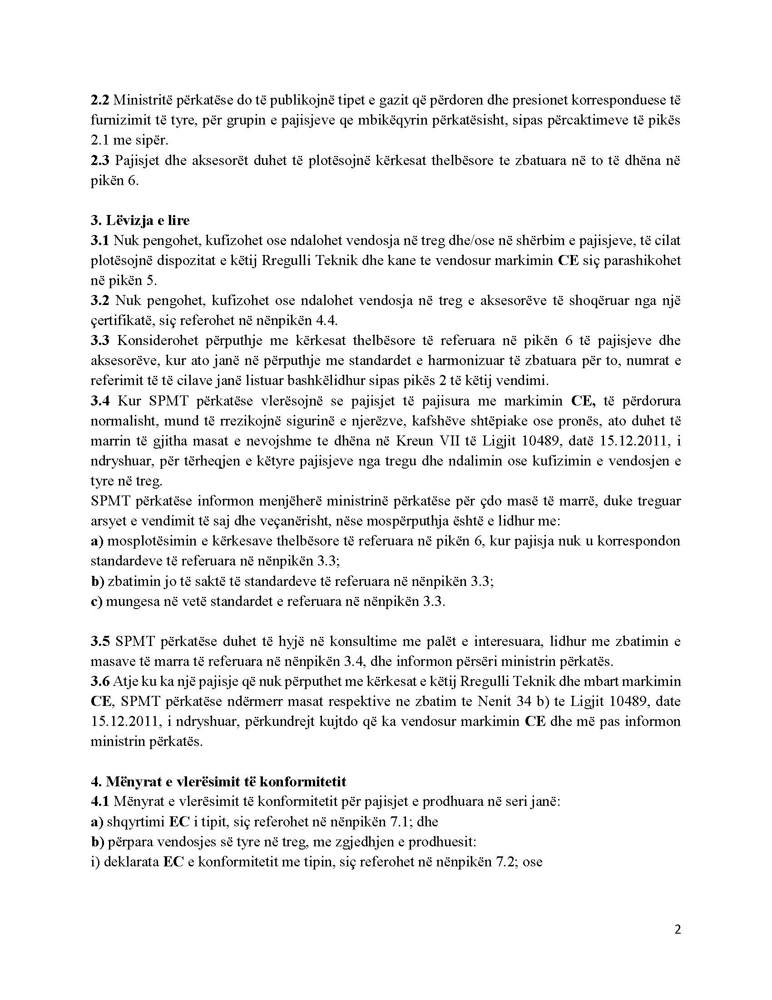 2.2 Ministritë përkatëse do të publikojnë tipet e gazit që përdoren dhe presionet korresponduese të
furnizimit të tyre, për grupin e pajisjeve qe mbikëqyrin përkatësisht, sipas përcaktimeve të pikës
2.1 me sipër.
2.3 Pajisjet dhe aksesorët duhet të plotësojnë kërkesat thelbësore te zbatuara në to të dhëna në
pikën 6.
3. Lëvizja e lire
3.1 Nuk pengohet, kufizohet ose ndalohet vendosja në treg dhe/ose në shërbim e pajisjeve, të cilat
plotësojnë dispozitat e këtij Rregulli Teknik dhe kane te vendosur markimin CE siç parashikohet
në pikën 5.
3.2 Nuk pengohet, kufizohet ose ndalohet vendosja në treg e aksesorëve të shoqëruar nga një
çertifikatë, siç referohet në nënpikën 4.4.
3.3 Konsiderohet përputhje me kërkesat thelbësore të referuara në pikën 6 të pajisjeve dhe
aksesorëve, kur ato janë në përputhje me standardet e harmonizuar të zbatuara për to, numrat e
referimit të të cilave janë listuar bashkëlidhur sipas pikës 2 të këtij vendimi.
3.4 Kur SPMT përkatëse vlerësojnë se pajisjet të pajisura me markimin CE, të përdorura
normalisht, mund të rrezikojnë sigurinë e njerëzve, kafshëve shtëpiake ose pronës, ato duhet të
marrin të gjitha masat e nevojshme te dhëna në Kreun VII të Ligjit 10489, datë 15.12.2011, i
ndryshuar, për tërheqjen e këtyre pajisjeve nga tregu dhe ndalimin ose kufizimin e vendosjen e
tyre në treg.
SPMT përkatëse informon menjëherë ministrinë përkatëse për çdo masë të marrë, duke treguar
arsyet e vendimit të saj dhe veçanërisht, nëse mospërputhja është e lidhur me:
a) mosplotësimin e kërkesave thelbësore të referuara në pikën 6, kur pajisja nuk u korrespondon
standardeve të referuara në nënpikën 3.3;
b) zbatimin jo të saktë të standardeve të referuara në nënpikën 3.3;
c) mungesa në vetë standardet e referuara në nënpikën 3.3.
3.5 SPMT përkatëse duhet të hyjë në konsultime me palët e interesuara, lidhur me zbatimin e
masave të marra të referuara në nënpikën 3.4, dhe informon përsëri ministrin përkatës.
3.6 Atje ku ka një pajisje që nuk përputhet me kërkesat e këtij Rregulli Teknik dhe mbart markimin
CE, SPMT përkatëse ndërmerr masat respektive ne zbatim te Nenit 34 b) te Ligjit 10489, date
15.12.2011, i ndryshuar, përkundrejt kujtdo që ka vendosur markimin CE dhe më pas informon
ministrin përkatës.
4. Mënyrat e vlerësimit të konformitetit
4.1 Mënyrat e vlerësimit të konformitetit për pajisjet e prodhuara në seri janë:
a) shqyrtimi EC i tipit, siç referohet në nënpikën 7.1; dhe
b) përpara vendosjes së tyre në treg, me zgjedhjen e prodhuesit:
i) deklarata EC e konformitetit me tipin, siç referohet në nënpikën 7.2; ose
2